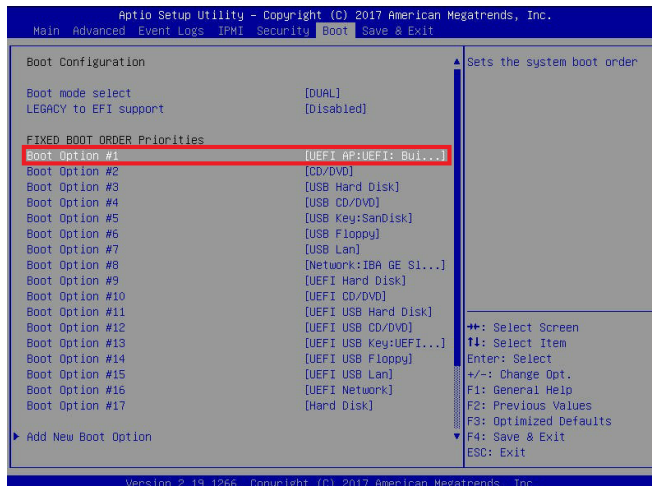 Aptio Setup Utility – Copyright (C) 2017 American Megatrends, Inc.
Main Advanced Event Logs IPMI Security Boot Save & Exit
Boot Configuration
Boot mode select [DUAL]
LEGACY to EFI support [Disabled]
FIXED BOOT ORDER Priorities
Boot Option #1 [UEFI AP:UEFI: Bui...]
Boot Option #2 [CD/DVD]
Boot Option #3 [USB Hard Disk]
Boot Option #4 [USB CD/DVD]
Boot Option #5 [USB Key:SanDisk]
Boot Option #6 [USB Floppy]
Boot Option #7 [USB Lan]
Boot Option #8 [Network:IBA GE Sl...]
Boot Option #9 [UEFI Hard Disk]
Boot Option #10 [UEFI CD/DVD]
Boot Option #11 [UEFI USB Hard Disk]
Boot Option #12 [UEFI USB CD/DVD]
Boot Option #13 [UEFI USB Key:UEFI...]
Boot Option #14 [UEFI USB Floppy]
Boot Option #15 [UEFI USB Lan]
Boot Option #16 [UEFI Network]
Boot Option #17 [Hard Disk]
Add New Boot Option
Sets the system boot order
→←: Select Screen
↑↓: Select Item
Enter: Select
+/-: Change Opt.
F1: General Help
F2: Previous Values
F3: Optimized Defaults
F4: Save & Exit
ESC: Exit
Version 2.19.1266. Copyright (C) 2017 American Megatrends, Inc.